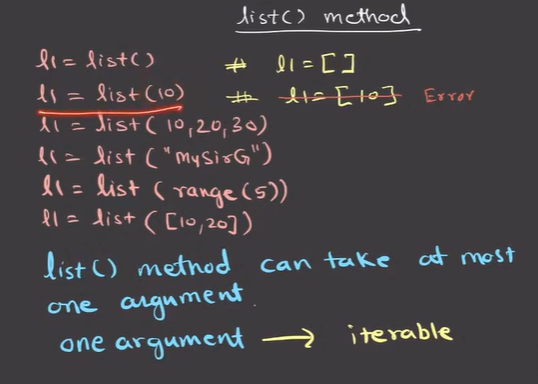 list() method
l1 = list() # l1 = [ ]
l1 = list(10) # l1 = [10] Error
l1 = list(10,20,30)
l1 = list("MySirG")
l1 = list (range(5))
l1 = list ([10,20])
list() method can take at most
one argument.
one argument → iterable